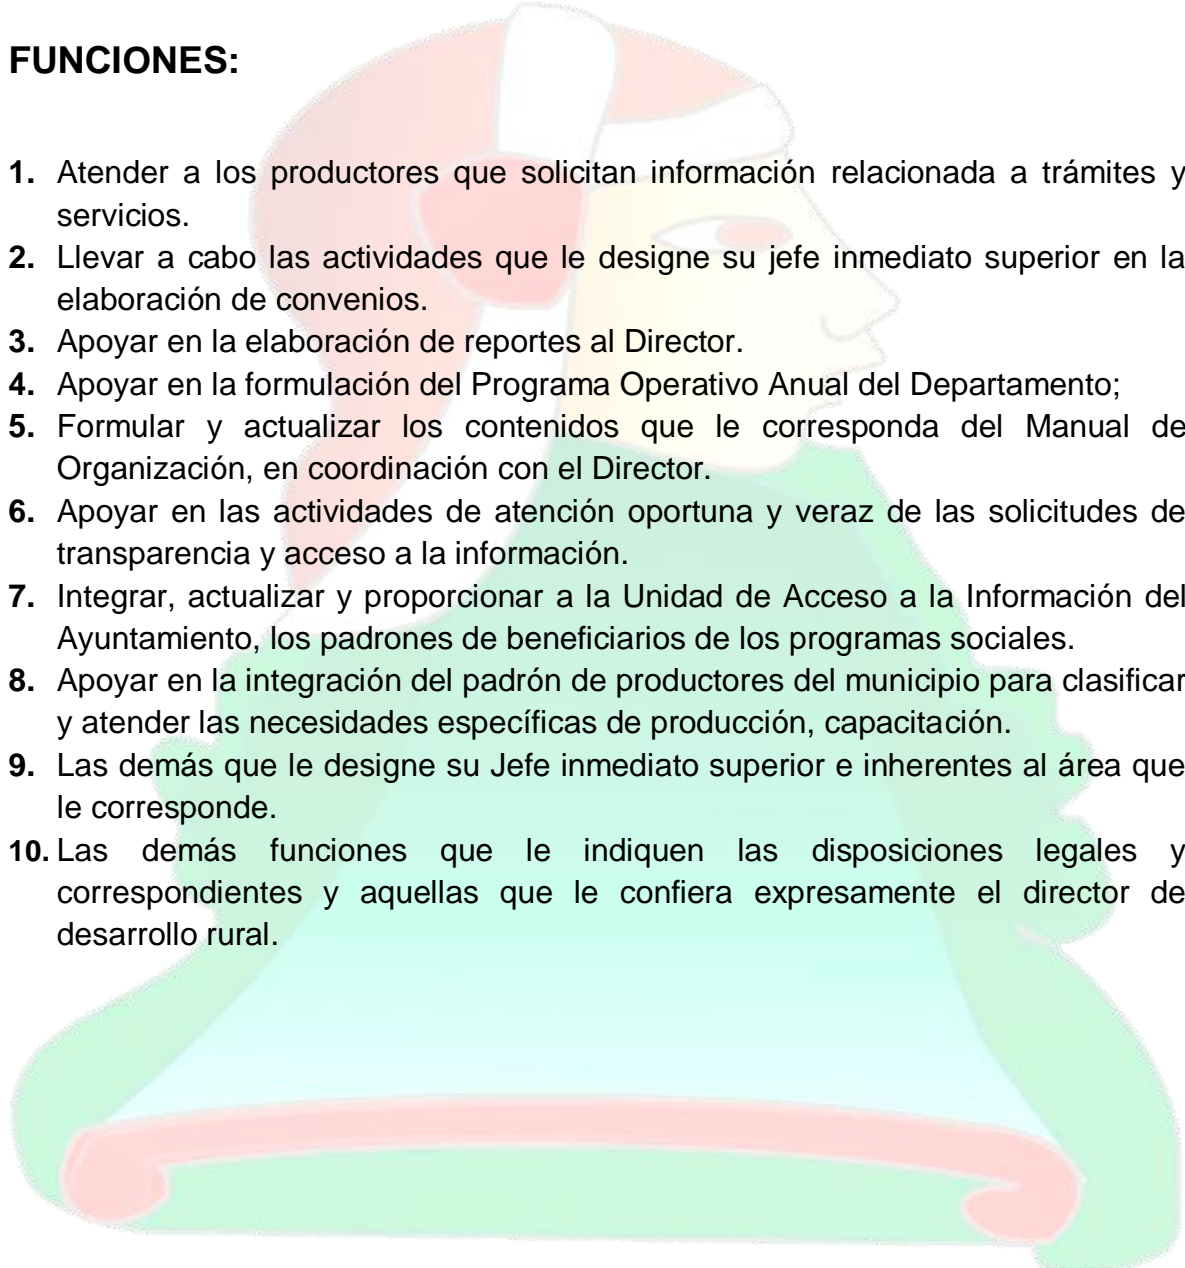 FUNCIONES:
1. Atender a los productores que solicitan información relacionada a trámites y
servicios.
2. Llevar a cabo las actividades que le designe su jefe inmediato superior en la
elaboración de convenios.
3. Apoyar en la elaboración de reportes al Director.
4. Apoyar en la formulación del Programa Operativo Anual del Departamento;
5. Formular y actualizar los contenidos que le corresponda del Manual de
Organización, en coordinación con el Director.
6. Apoyar en las actividades de atención oportuna y veraz de las solicitudes de
transparencia y acceso a la información.
7. Integrar, actualizar y proporcionar a la Unidad de Acceso a la Información del
Ayuntamiento, los padrones de beneficiarios de los programas sociales.
8. Apoyar en la integración del padrón de productores del municipio para clasificar
y atender las necesidades específicas de producción, capacitación.
9. Las demás que le designe su Jefe inmediato superior e inherentes al área que
le corresponde.
10. Las demás funciones que le indiquen las disposiciones legales y
correspondientes y aquellas que le confiera expresamente el director de
desarrollo rural.